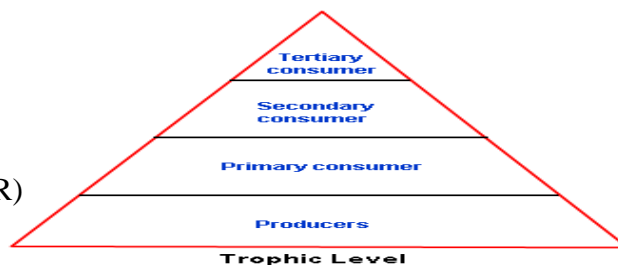 Tertiary
consumer
Secondary
consumer
Primary consumer
R)
Producers
Trophic Level